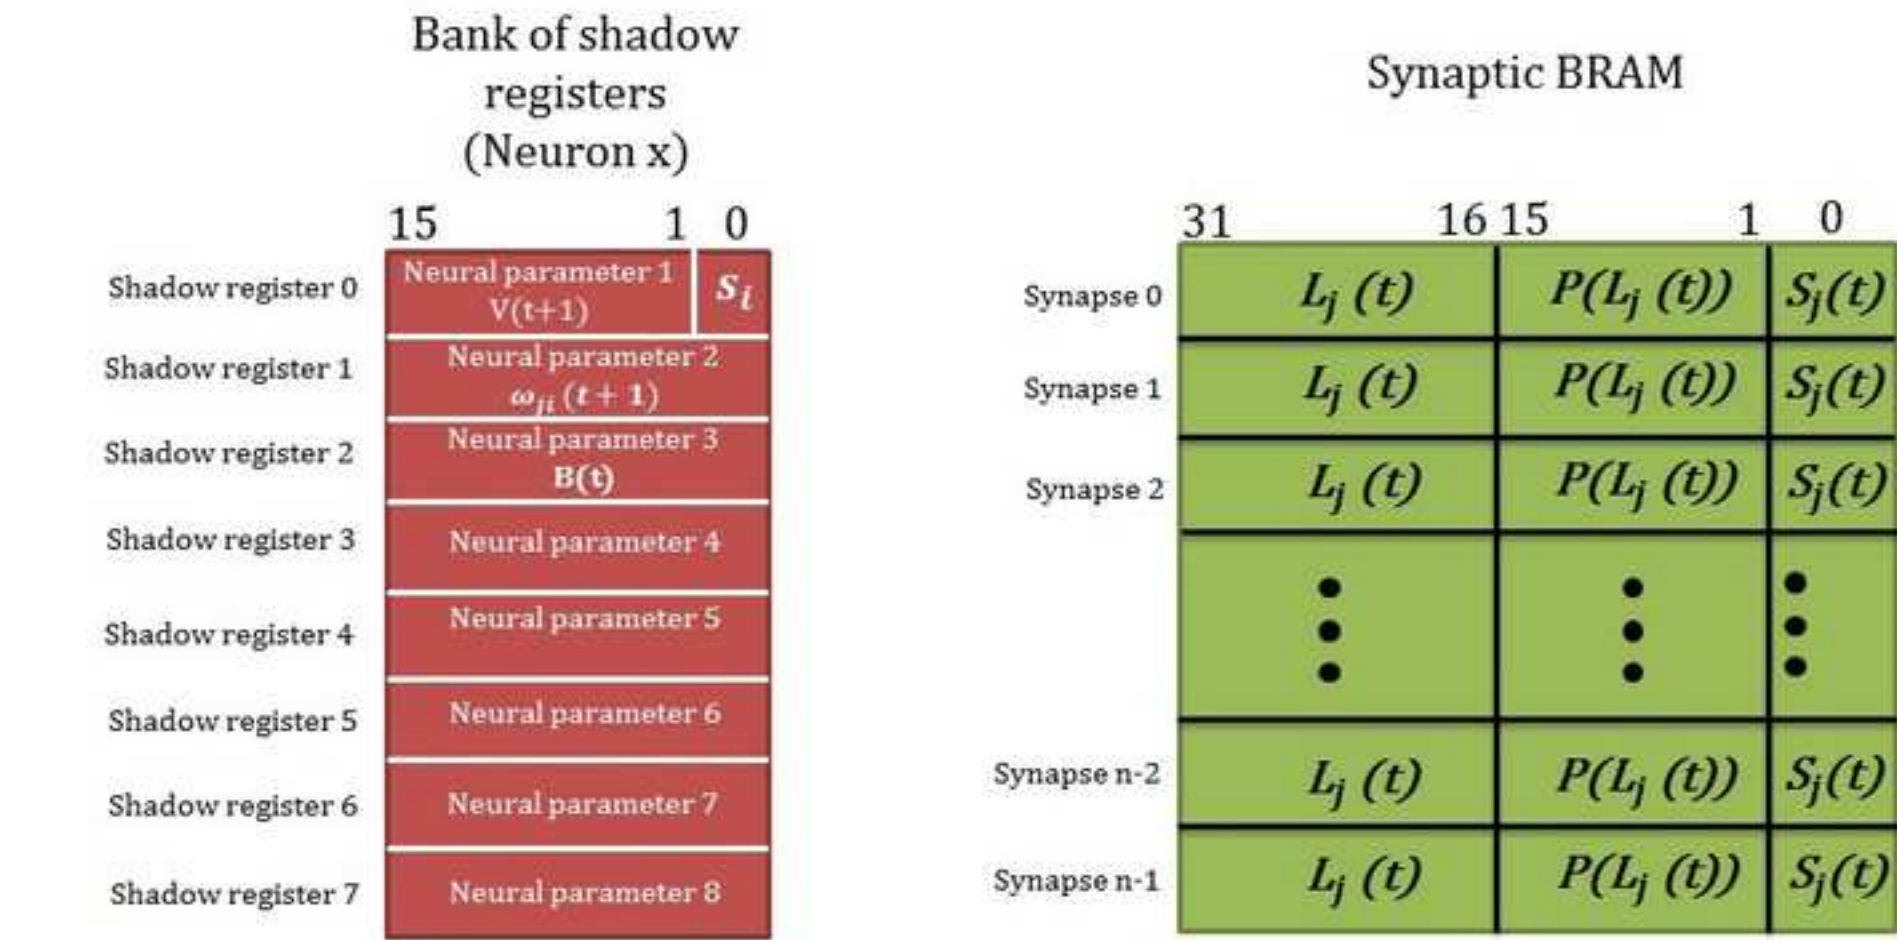 Bank of shadow
registers
(Neuron x)
15 1 0
Shadow register 0
Neural parameter 1
V(t+1)
S_i
Shadow register 1
Neural parameter 2
ω_ji (t + 1)
Shadow register 2
Neural parameter 3
B(t)
Shadow register 3
Neural parameter 4
Shadow register 4
Neural parameter 5
Shadow register 5
Neural parameter 6
Shadow register 6
Neural parameter 7
Shadow register 7
Neural parameter 8
Synaptic BRAM
31 16 15 1 0
Synapse 0 L_j (t) P(L_j (t)) S_j(t)
Synapse 1 L_j (t) P(L_j (t)) S_j(t)
Synapse 2 L_j (t) P(L_j (t)) S_j(t)
Synapse n-2 L_j (t) P(L_j (t)) S_j(t)
Synapse n-1 L_j (t) P(L_j (t)) S_j(t)